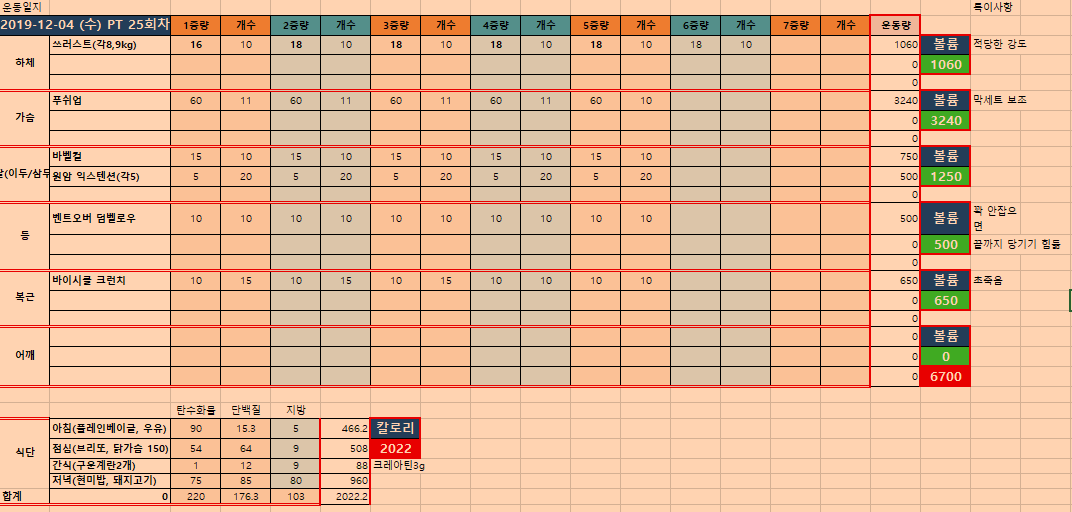 운동일지 특이사항
2019-12-04 (수) PT 25회차 1중량 개수 2중량 개수 3중량 개수 4중량 개수 5중량 개수 6중량 개수 7중량 개수 운동량
하체 쓰러스트(각8,9kg) 16 10 18 10 18 10 18 10 18 10 18 10 1060 볼륨 적당한 강도
0 1060
0
가슴 푸쉬업 60 11 60 11 60 11 60 11 60 10 3240 볼륨 막세트 보조
0 3240
0
(이두/삼두 바벨컬 15 10 15 10 15 10 15 10 15 10 750 볼륨
원암 익스텐션(각5) 5 20 5 20 5 20 5 20 5 20 500 1250
0
등 벤트오버 덤벨로우 10 10 10 10 10 10 10 10 10 10 500 볼륨 꽉 안잡으
면
0 500 끝까지 당기기 힘듦
0
복근 바이시클 크런치 10 15 10 15 10 15 10 10 10 10 650 볼륨 초죽음
0 650
0
어깨 0 볼륨
0 0
0 6700
탄수화물 단백질 지방
식단 아침(플레인베이글, 우유) 90 15.3 5 466.2 칼로리
점심(브리또, 닭가슴 150) 54 64 9 508 2022
간식(구운계란2개) 1 12 9 88 크레아틴3g
저녁(현미밥, 돼지고기) 75 85 80 960
합계 0 220 176.3 103 2022.2